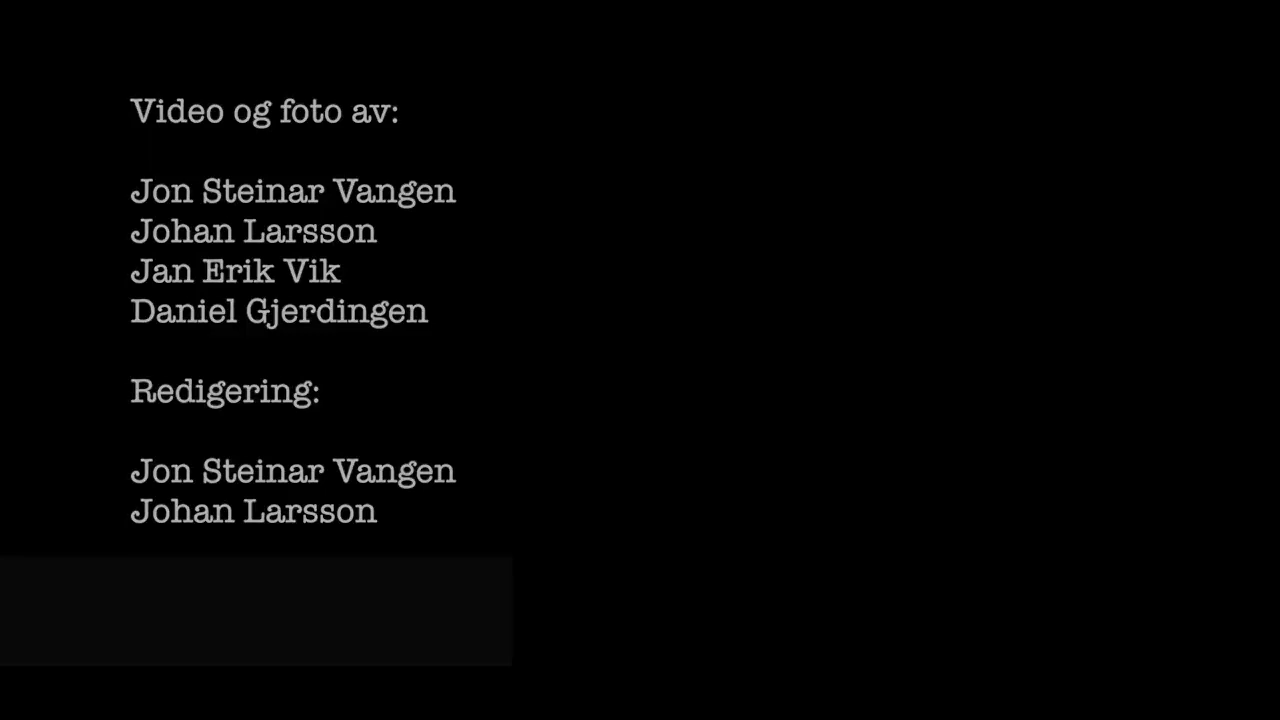 Video og foto av:
Jon Steinar Vangen
Johan Larsson
Jan Erik Vik
Daniel Gjerdingen
Redigering:
Jon Steinar Vangen
Johan Larsson